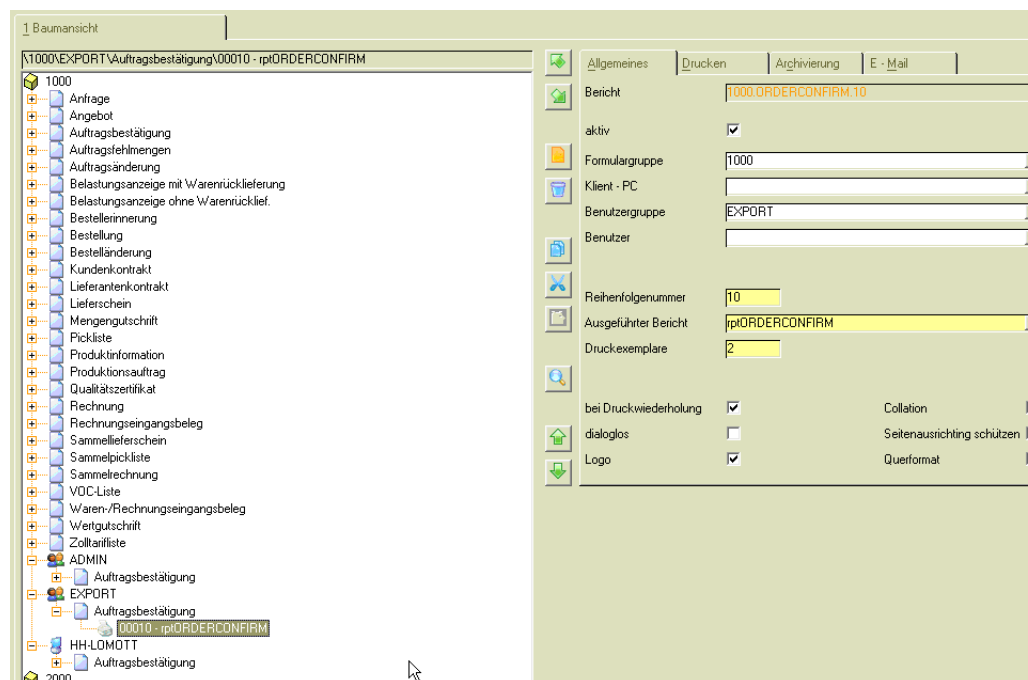 1 Baumansicht
\1000\EXPORT\Auftragsbestätigung\00010 - rptORDERCONFIRM
1000
Anfrage
Angebot
Auftragsbestätigung
Auftragsfehlmengen
Auftragsänderung
Belastungsanzeige mit Warenrücklieferung
Belastungsanzeige ohne Warenrücklief.
Bestellerinnerung
Bestellung
Bestelländerung
Kundenkontrakt
Lieferantenkontrakt
Lieferschein
Mengengutschrift
Pickliste
Produktinformation
Produktionsauftrag
Qualitätszertifikat
Rechnung
Rechnungseingangsbeleg
Sammellieferschein
Sammelpickliste
Sammelrechnung
VOC-Liste
Waren-/Rechnungseingangsbeleg
Wertgutschrift
Zolltarifliste
ADMIN
Auftragsbestätigung
EXPORT
Auftragsbestätigung
00010 - rptORDERCONFIRM
HH-LOMOTT
Auftragsbestätigung
2000
Allgemeines Drucken Archivierung E - Mail
Bericht 1000.ORDERCONFIRM.10
aktiv
Formulargruppe 1000
Klient - PC
Benutzergruppe EXPORT
Benutzer
Reihenfolgenummer 10
Ausgeführter Bericht rptORDERCONFIRM
Druckexemplare 2
bei Druckwiederholung Collation
dialoglos Seitenausrichting schützen
Logo Querformat